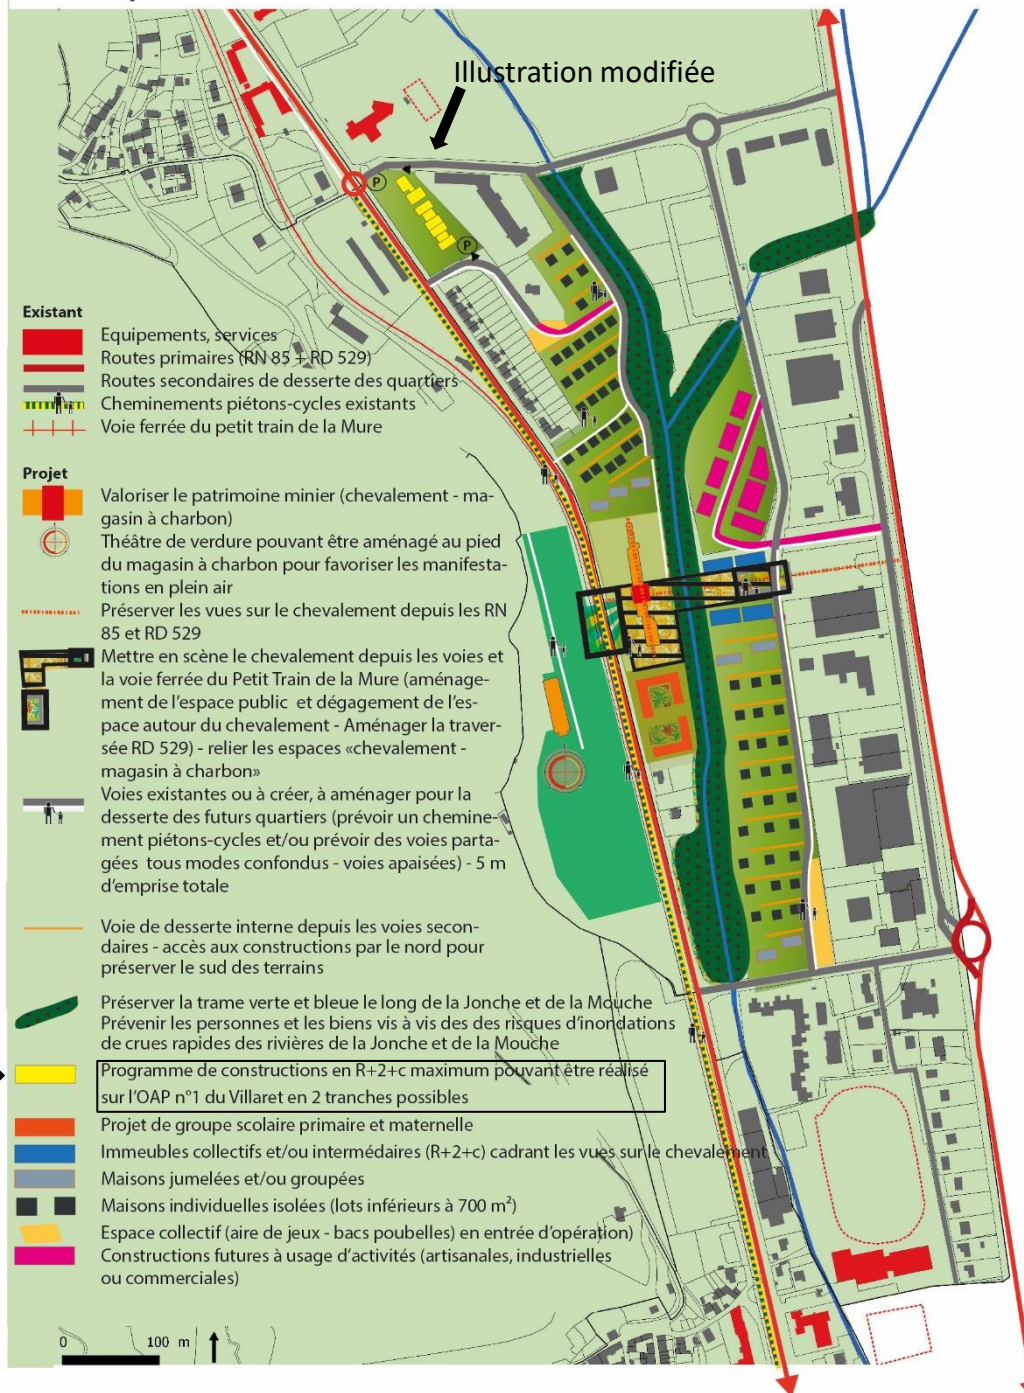 Illustration modifiée
P
P
Existant
Equipements, services
Routes primaires (RN 85 + RD 529)
Routes secondaires de desserte des quartiers
Cheminements piétons-cycles existants
Voie ferrée du petit train de la Mure
Projet
Valoriser le patrimoine minier (chevalement - ma-
gasin à charbon)
Théâtre de verdure pouvant être aménagé au pied
du magasin à charbon pour favoriser les manifesta-
tions en plein air
Préserver les vues sur le chevalement depuis les RN
85 et RD 529
Mettre en scène le chevalement depuis les voies et
la voie ferrée du Petit Train de la Mure (aménage-
ment de l'espace public et dégagement de l'es-
pace autour du chevalement - Aménager la traver-
sée RD 529) - relier les espaces «chevalement -
magasin à charbon»
Voies existantes ou à créer, à aménager pour la
desserte des futurs quartiers (prévoir un chemine-
ment piétons-cycles et/ou prévoir des voies parta-
gées tous modes confondus - voies apaisées) - 5 m
d'emprise totale
Voie de desserte interne depuis les voies secon-
daires - accès aux constructions par le nord pour
préserver le sud des terrains
Préserver la trame verte et bleue le long de la Jonche et de la Mouche
Prévenir les personnes et les biens vis à vis des des risques d'inondations
de crues rapides des rivières de la Jonche et de la Mouche
Programme de constructions en R+2+c maximum pouvant être réalisé
sur l'OAP n°1 du Villaret en 2 tranches possibles
Projet de groupe scolaire primaire et maternelle
Immeubles collectifs et/ou intermédaires (R+2+c) cadrant les vues sur le chevalement
Maisons jumelées et/ou groupées
Maisons individuelles isolées (lots inférieurs à 700 m²)
Espace collectif (aire de jeux - bacs poubelles) en entrée d'opération)
Constructions futures à usage d'activités (artisanales, industrielles
ou commerciales)
0 100 m